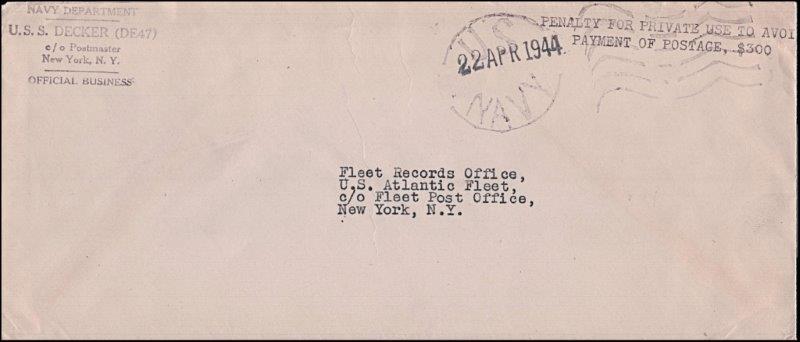 NAVY DEPARTMENT
U.S.S. DECKER (DE47)
c/o Postmaster
New York, N. Y.
OFFICIAL BUSINESS
U.S.
22 APR 1944
NAVY
PENALTY FOR PRIVATE USE TO AVOI
PAYMENT OF POSTAGE, $300
Fleet Records Office,
U.S. Atlantic Fleet,
c/o Fleet Post Office,
New York, N.Y.